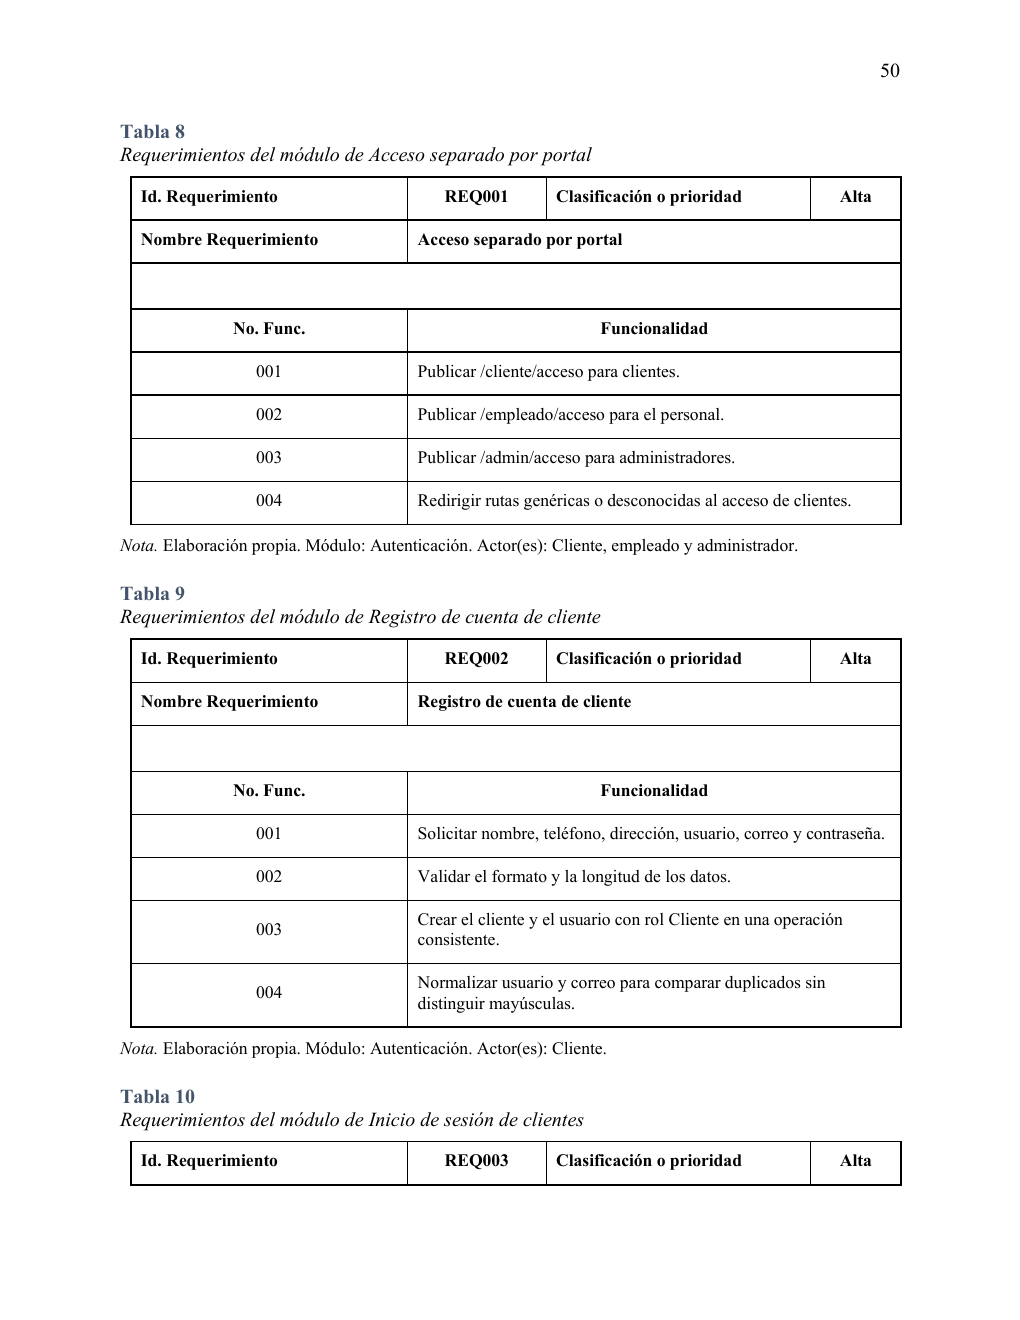 50
Tabla 8
Requerimientos del módulo de Acceso separado por portal
Id. Requerimiento REQ001 Clasificación o prioridad Alta
Nombre Requerimiento Acceso separado por portal
No. Func. Funcionalidad
001 Publicar /cliente/acceso para clientes.
002 Publicar /empleado/acceso para el personal.
003 Publicar /admin/acceso para administradores.
004 Redirigir rutas genéricas o desconocidas al acceso de clientes.
Nota. Elaboración propia. Módulo: Autenticación. Actor(es): Cliente, empleado y administrador.
Tabla 9
Requerimientos del módulo de Registro de cuenta de cliente
Id. Requerimiento REQ002 Clasificación o prioridad Alta
Nombre Requerimiento Registro de cuenta de cliente
No. Func. Funcionalidad
001 Solicitar nombre, teléfono, dirección, usuario, correo y contraseña.
002 Validar el formato y la longitud de los datos.
003 Crear el cliente y el usuario con rol Cliente en una operación
consistente.
004 Normalizar usuario y correo para comparar duplicados sin
distinguir mayúsculas.
Nota. Elaboración propia. Módulo: Autenticación. Actor(es): Cliente.
Tabla 10
Requerimientos del módulo de Inicio de sesión de clientes
Id. Requerimiento REQ003 Clasificación o prioridad Alta